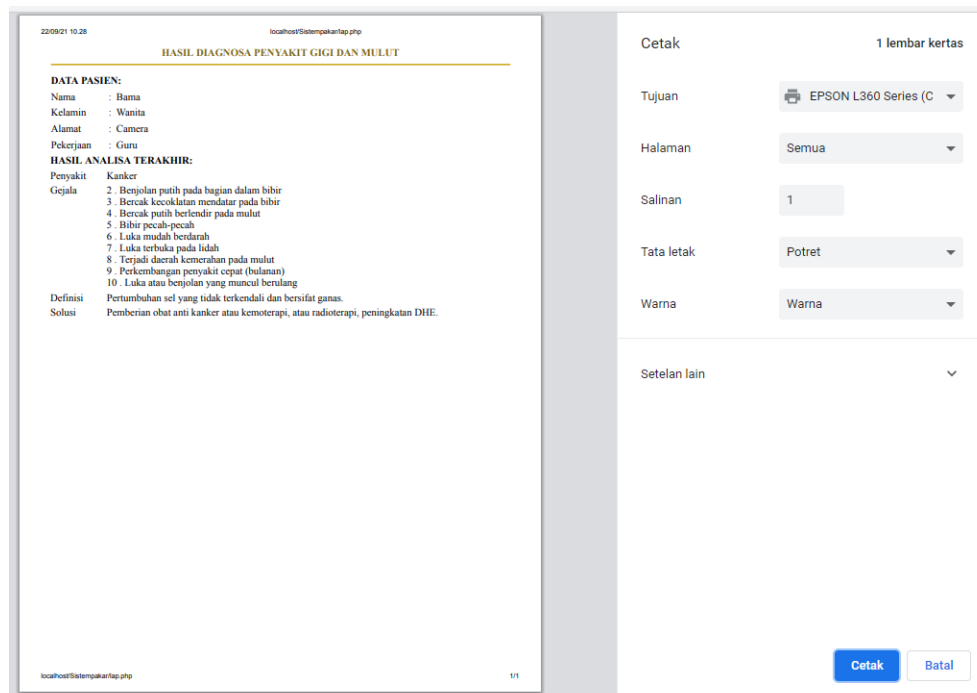 22/09/21 10.28 localhost/Sistempakar/lap.php
HASIL DIAGNOSA PENYAKIT GIGI DAN MULUT
DATA PASIEN:
Nama : Bama
Kelamin : Wanita
Alamat : Camera
Pekerjaan : Guru
HASIL ANALISA TERAKHIR:
Penyakit Kanker
Gejala 2 . Benjolan putih pada bagian dalam bibir
3 . Bercak kecoklatan mendatar pada bibir
4 . Bercak putih berlendir pada mulut
5 . Bibir pecah-pecah
6 . Luka mudah berdarah
7 . Luka terbuka pada lidah
8 . Terjadi daerah kemerahan pada mulut
9 . Perkembangan penyakit cepat (bulanan)
10 . Luka atau benjolan yang muncul berulang
Definisi Pertumbuhan sel yang tidak terkendali dan bersifat ganas.
Solusi Pemberian obat anti kanker atau kemoterapi, atau radioterapi, peningkatan DHE.
localhost/Sistempakar/lap.php 1/1
Cetak 1 lembar kertas
Tujuan EPSON L360 Series (C
Halaman Semua
Salinan 1
Tata letak Potret
Warna Warna
Setelan lain
Cetak Batal